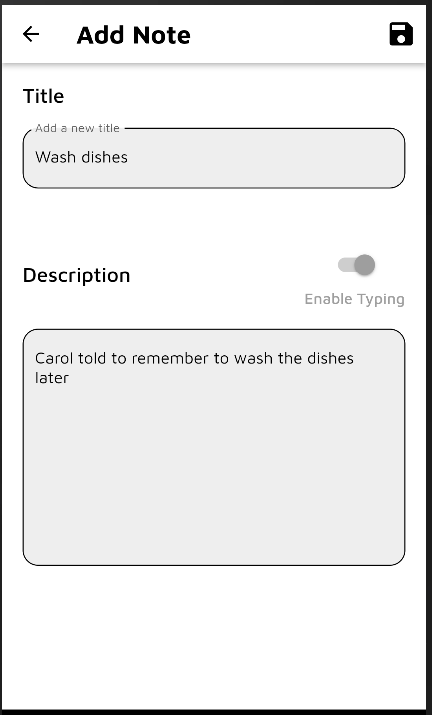 Add Note
Title
Add a new title
Wash dishes
Description
Enable Typing
Carol told to remember to wash the dishes
later